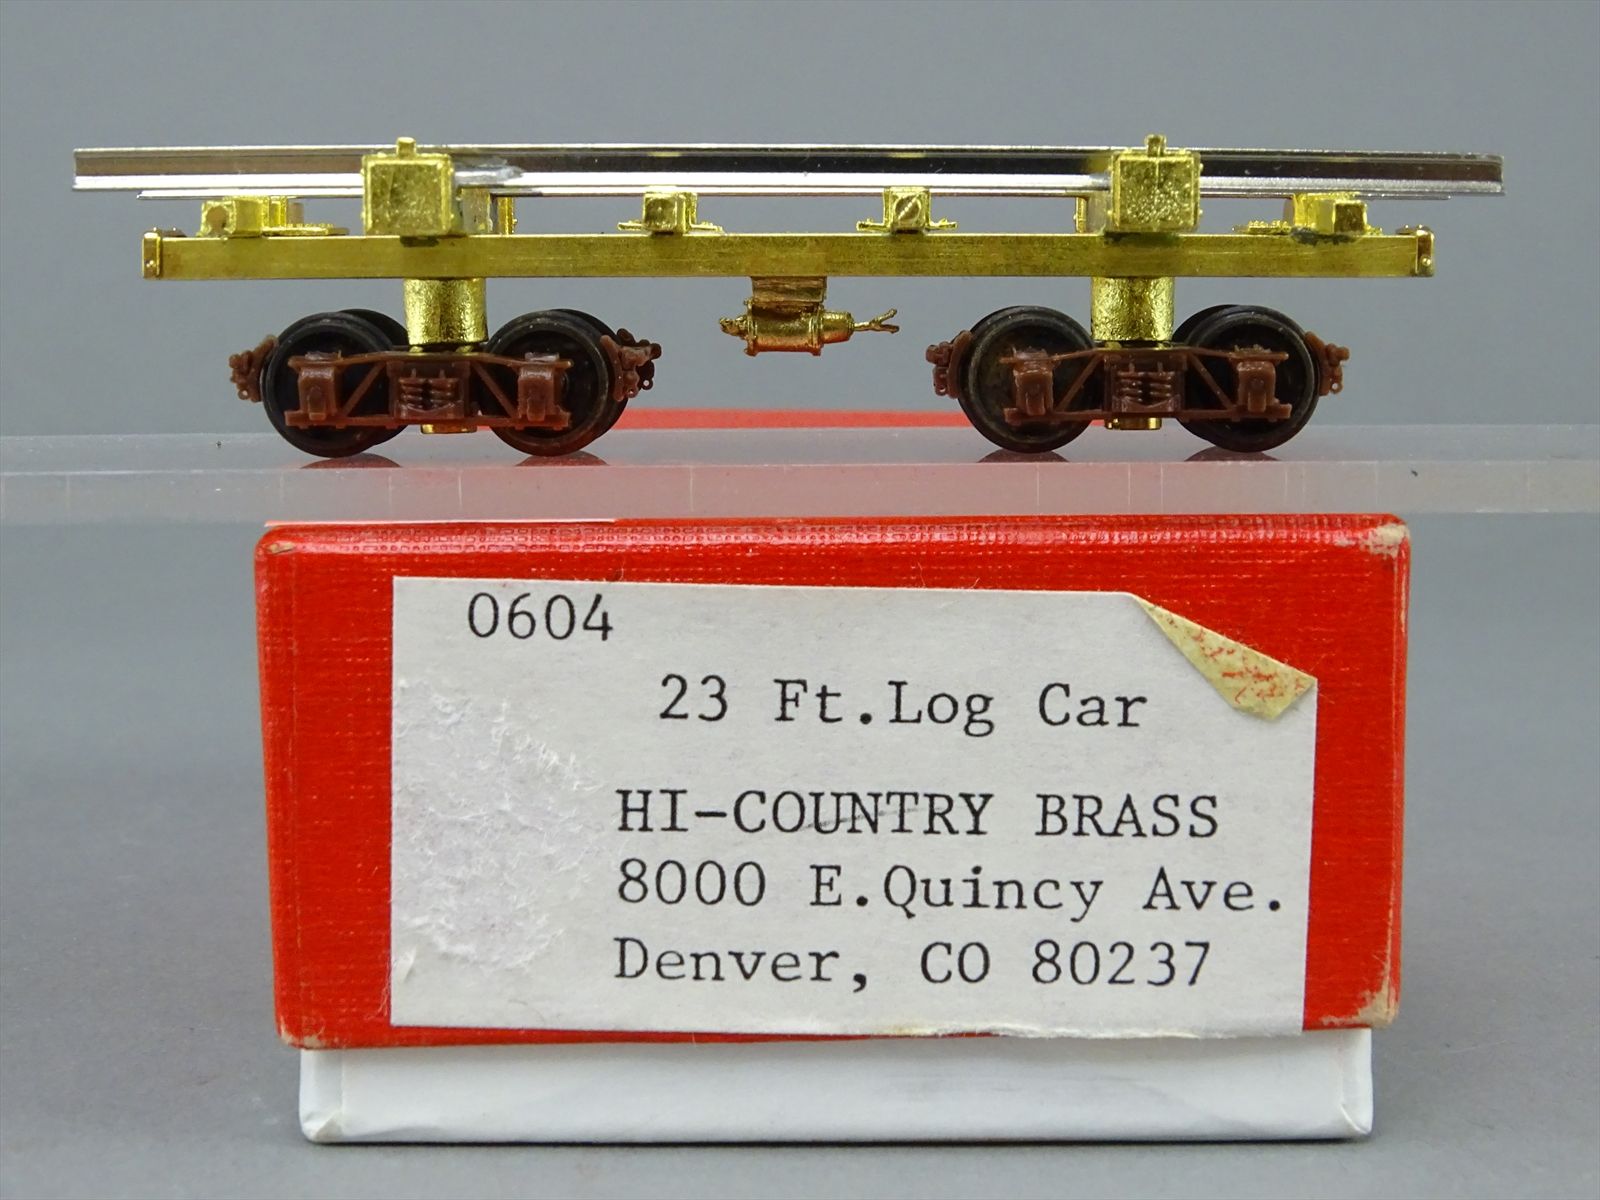 0604
23 Ft.Log Car
HI-COUNTRY BRASS
8000 E.Quincy Ave.
Denver, CO 80237